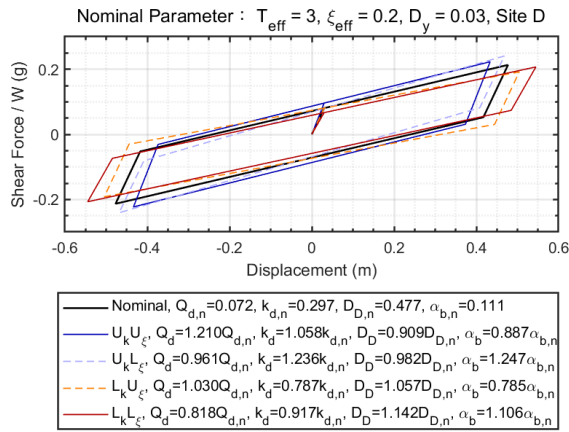 Nominal Parameter : T_eff = 3, ξ_eff = 0.2, D_y = 0.03, Site D
Shear Force / W (g)
0.2
0
-0.2
-0.6 -0.4 -0.2 0 0.2 0.4 0.6
Displacement (m)
Nominal, Q_d,n=0.072, k_d,n=0.297, D_D,n=0.477, α_b,n=0.111
U_kU_ξ, Q_d=1.210Q_d,n, k_d=1.058k_d,n, D_D=0.909D_D,n, α_b=0.887α_b,n
U_kL_ξ, Q_d=0.961Q_d,n, k_d=1.236k_d,n, D_D=0.982D_D,n, α_b=1.247α_b,n
L_kU_ξ, Q_d=1.030Q_d,n, k_d=0.787k_d,n, D_D=1.057D_D,n, α_b=0.785α_b,n
L_kL_ξ, Q_d=0.818Q_d,n, k_d=0.917k_d,n, D_D=1.142D_D,n, α_b=1.106α_b,n